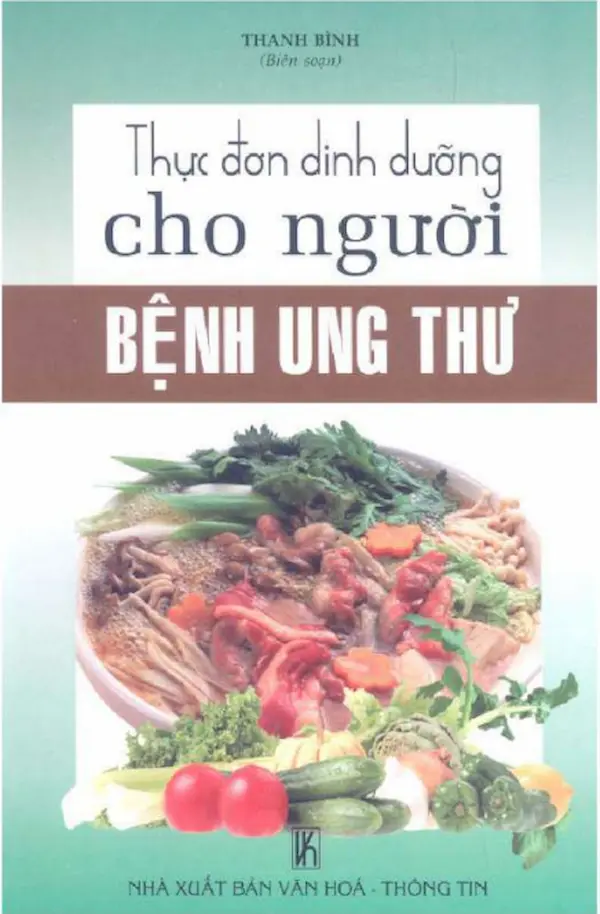 THANH BÌNH
(Biên soạn)
Thực đơn dinh dưỡng
cho người
BỆNH UNG THƯ
NHÀ XUẤT BẢN VĂN HOÁ - THÔNG TIN